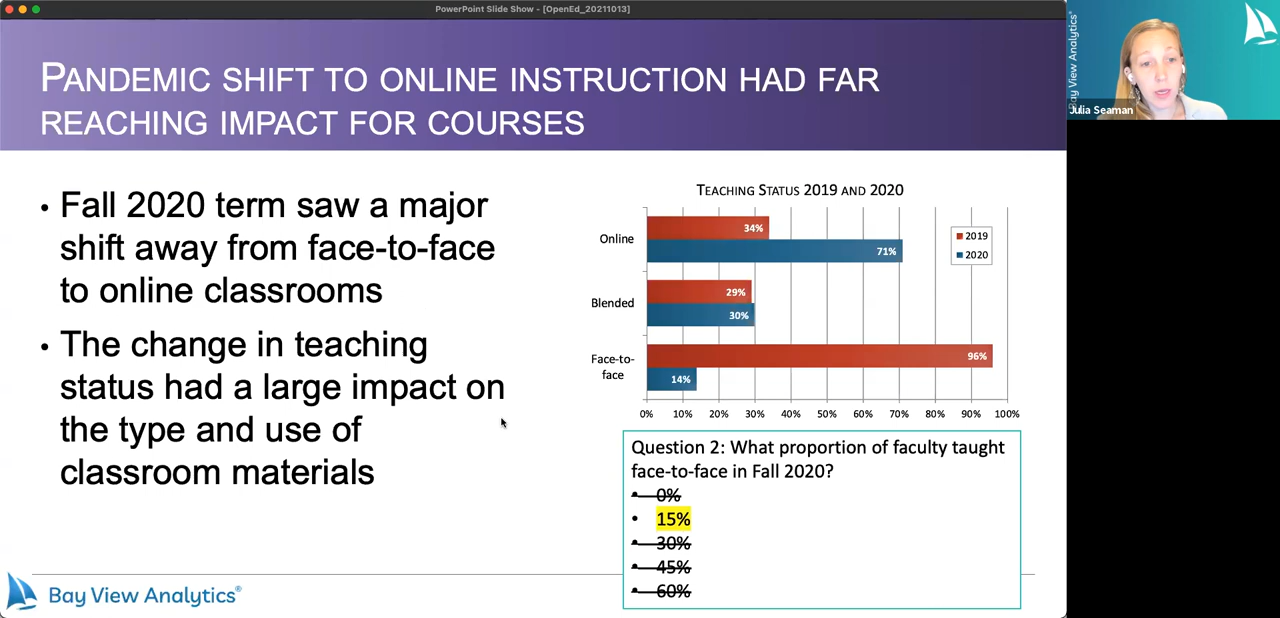 PowerPoint Slide Show - [OpenEd_20211013]
PANDEMIC SHIFT TO ONLINE INSTRUCTION HAD FAR
REACHING IMPACT FOR COURSES
• Fall 2020 term saw a major
shift away from face-to-face
to online classrooms
• The change in teaching
status had a large impact on
the type and use of
classroom materials
TEACHING STATUS 2019 AND 2020
Online
34%
71%
Blended
29%
30%
Face-to-
face
96%
14%
0% 10% 20% 30% 40% 50% 60% 70% 80% 90% 100%
2019
2020
Question 2: What proportion of faculty taught
face-to-face in Fall 2020?
• 0%
• 15%
• 30%
• 45%
• 60%
Bay View Analytics®
Bay View Analytics®
Julia Seaman